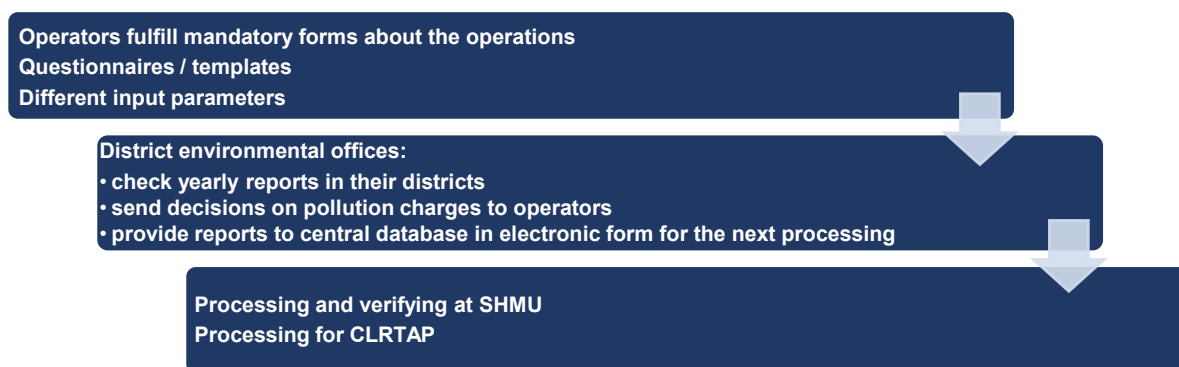 Operators fulfill mandatory forms about the operations
Questionnaires / templates
Different input parameters
District environmental offices:
• check yearly reports in their districts
• send decisions on pollution charges to operators
• provide reports to central database in electronic form for the next processing
Processing and verifying at SHMU
Processing for CLRTAP